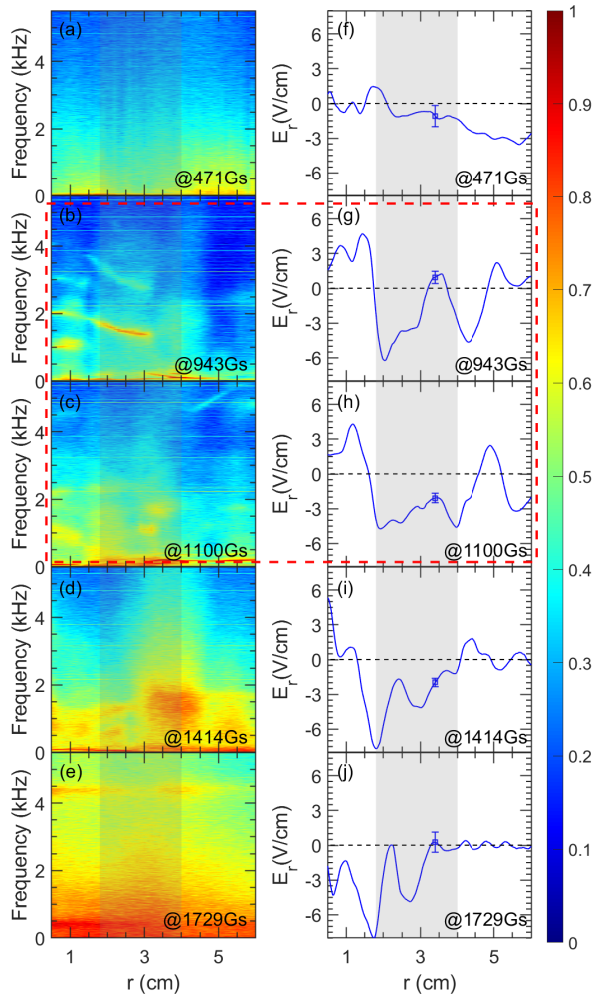 (a)
Frequency (kHz)
4
2
0
@471Gs
(f)
E_r(V/cm)
6
3
0
-3
-6
@471Gs
(b)
Frequency (kHz)
4
2
0
@943Gs
(g)
E_r(V/cm)
6
3
0
-3
-6
@943Gs
(c)
Frequency (kHz)
4
2
0
@1100Gs
(h)
E_r(V/cm)
6
3
0
-3
-6
@1100Gs
(d)
Frequency (kHz)
4
2
0
@1414Gs
(i)
E_r(V/cm)
6
3
0
-3
-6
@1414Gs
(e)
Frequency (kHz)
4
2
0
@1729Gs
1 3 5
r (cm)
(j)
E_r(V/cm)
6
3
0
-3
-6
@1729Gs
1 3 5
r (cm)
1
0.9
0.8
0.7
0.6
0.5
0.4
0.3
0.2
0.1
0